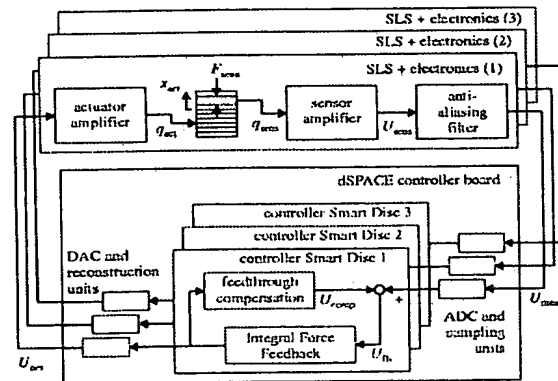 SLS + electronics (3)
SLS + electronics (2)
SLS + electronics (1)
x_act
F_sens
actuator
amplifier
sensor
amplifier
anti-
aliasing
filter
q_act
q_sens
U_sens
dSPACE controller board
controller Smart Disc 3
controller Smart Disc 2
controller Smart Disc 1
DAC and
reconstruction
units
feedthrough
compensation
U_comp
+
U_meas
Integral Force
Feedback
ADC and
sampling
units
U_act